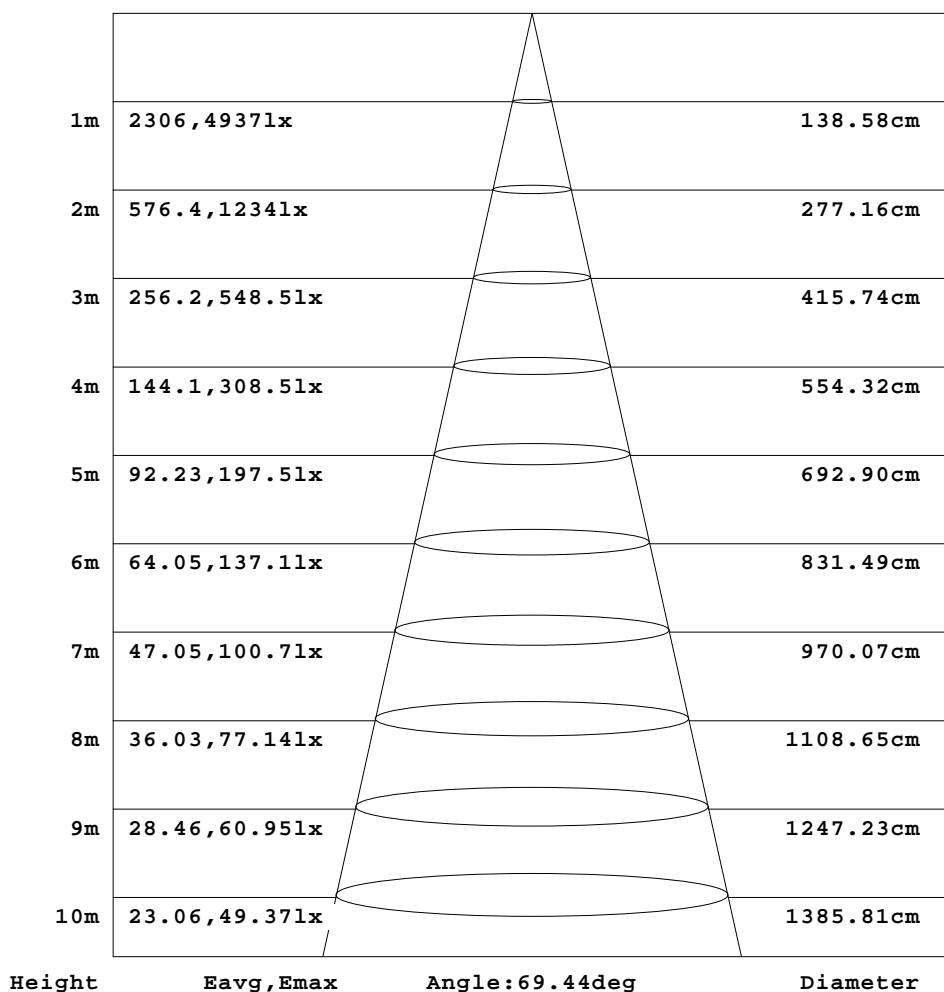 1m 2306,4937lx 138.58cm
2m 576.4,1234lx 277.16cm
3m 256.2,548.5lx 415.74cm
4m 144.1,308.5lx 554.32cm
5m 92.23,197.5lx 692.90cm
6m 64.05,137.1lx 831.49cm
7m 47.05,100.7lx 970.07cm
8m 36.03,77.14lx 1108.65cm
9m 28.46,60.95lx 1247.23cm
10m 23.06,49.37lx 1385.81cm
Height Eavg,Emax Angle:69.44deg Diameter